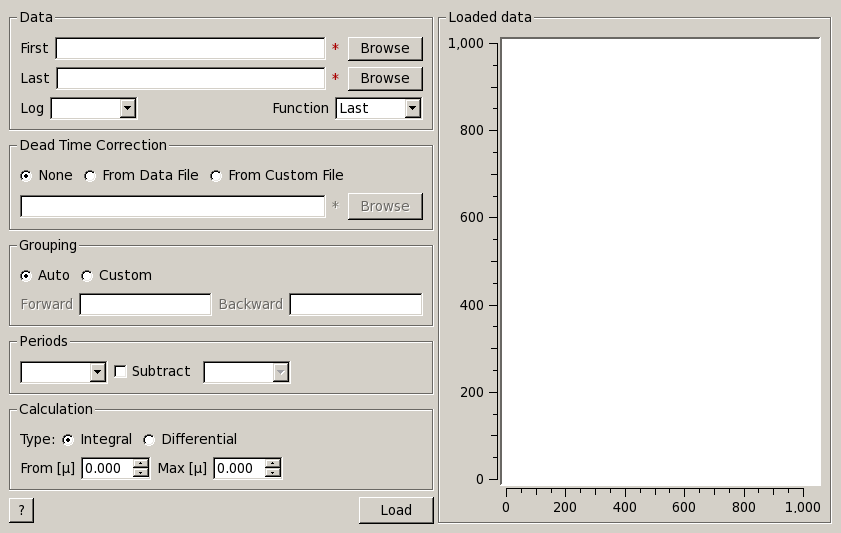 Data
First * Browse
Last * Browse
Log Function Last
Dead Time Correction
None From Data File From Custom File
* Browse
Grouping
Auto Custom
Forward Backward
Periods
Subtract
Calculation
Type: Integral Differential
From [µ] 0.000 Max [µ] 0.000
? Load
Loaded data
1,000
800
600
400
200
0
0 200 400 600 800 1,000